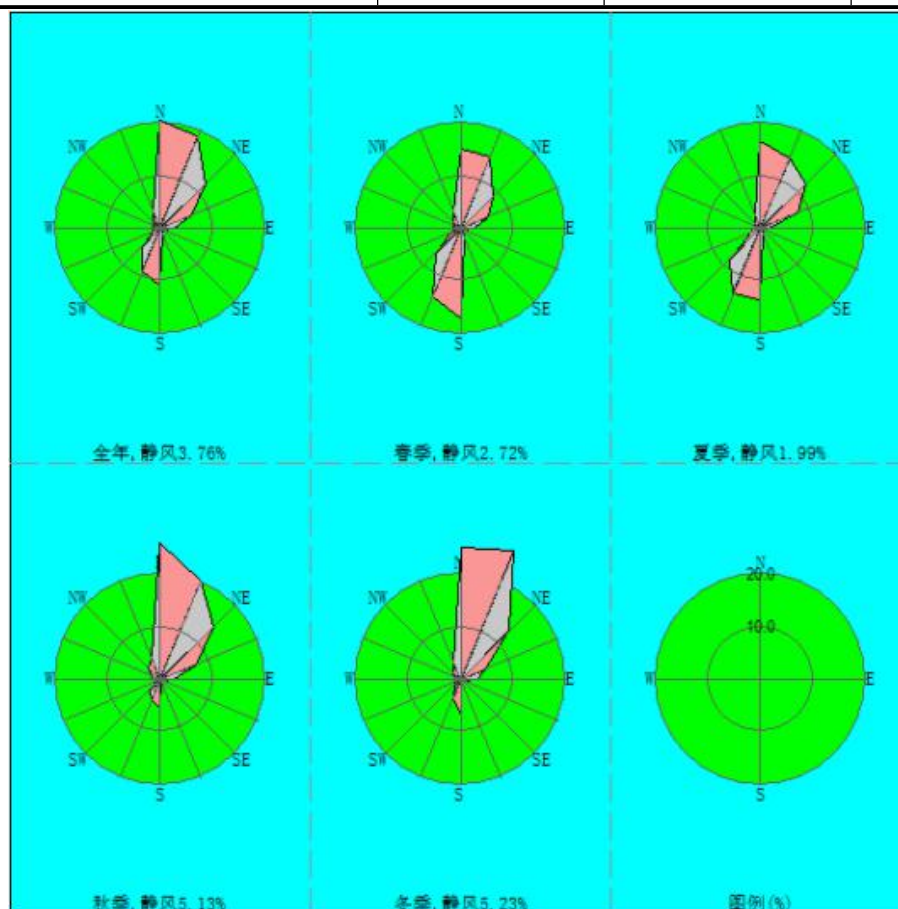 N N N
NW NE NW NE NW NE
W E W E W E
SW SE SW SE SW SE
S S S
全年,静风3.76% 春季,静风2.72% 夏季,静风1.99%
N N
20.0
NW NE NW NE
10.0
W E W E W E
SW SE SW SE
S S S
秋季,静风5.13% 冬季,静风5.23% 图例(%)